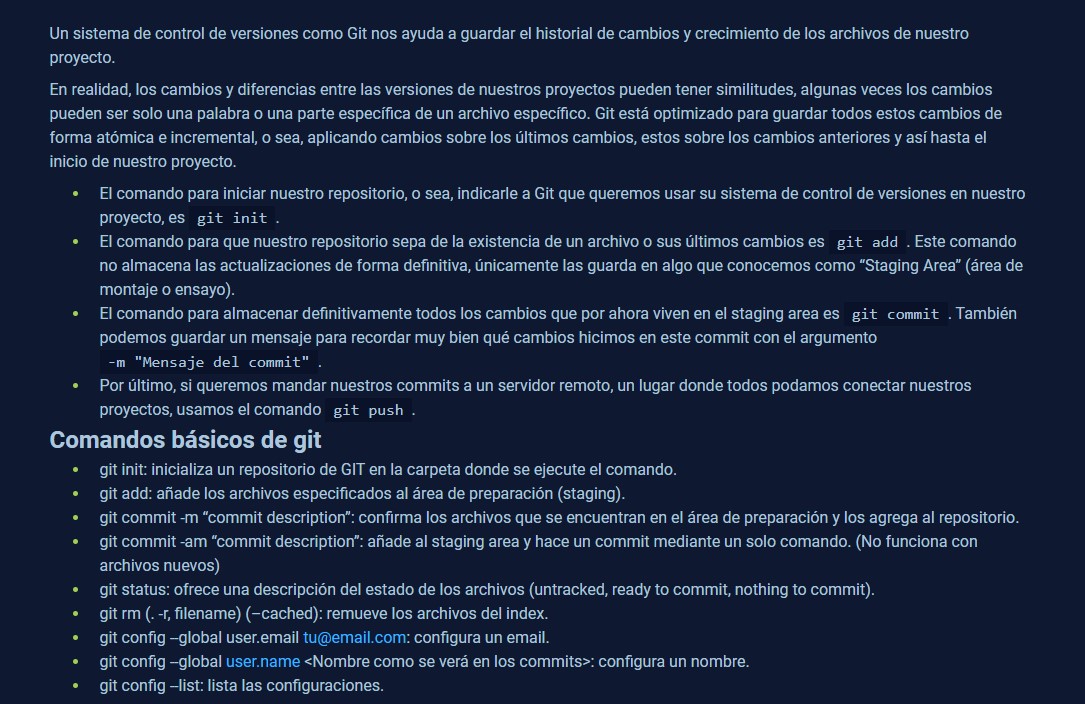 Un sistema de control de versiones como Git nos ayuda a guardar el historial de cambios y crecimiento de los archivos de nuestro
proyecto.
En realidad, los cambios y diferencias entre las versiones de nuestros proyectos pueden tener similitudes, algunas veces los cambios
pueden ser solo una palabra o una parte específica de un archivo específico. Git está optimizado para guardar todos estos cambios de
forma atómica e incremental, o sea, aplicando cambios sobre los últimos cambios, estos sobre los cambios anteriores y así hasta el
inicio de nuestro proyecto.
• El comando para iniciar nuestro repositorio, o sea, indicarle a Git que queremos usar su sistema de control de versiones en nuestro
proyecto, es git init .
• El comando para que nuestro repositorio sepa de la existencia de un archivo o sus últimos cambios es git add . Este comando
no almacena las actualizaciones de forma definitiva, únicamente las guarda en algo que conocemos como “Staging Area” (área de
montaje o ensayo).
• El comando para almacenar definitivamente todos los cambios que por ahora viven en el staging area es git commit . También
podemos guardar un mensaje para recordar muy bien qué cambios hicimos en este commit con el argumento
-m "Mensaje del commit" .
• Por último, si queremos mandar nuestros commits a un servidor remoto, un lugar donde todos podamos conectar nuestros
proyectos, usamos el comando git push .
Comandos básicos de git
• git init: inicializa un repositorio de GIT en la carpeta donde se ejecute el comando.
• git add: añade los archivos especificados al área de preparación (staging).
• git commit -m “commit description”: confirma los archivos que se encuentran en el área de preparación y los agrega al repositorio.
• git commit -am “commit description”: añade al staging area y hace un commit mediante un solo comando. (No funciona con
archivos nuevos)
• git status: ofrece una descripción del estado de los archivos (untracked, ready to commit, nothing to commit).
• git rm (. -r, filename) (–cached): remueve los archivos del index.
• git config –global user.email tu@email.com: configura un email.
• git config –global user.name <Nombre como se verá en los commits>: configura un nombre.
• git config –list: lista las configuraciones.